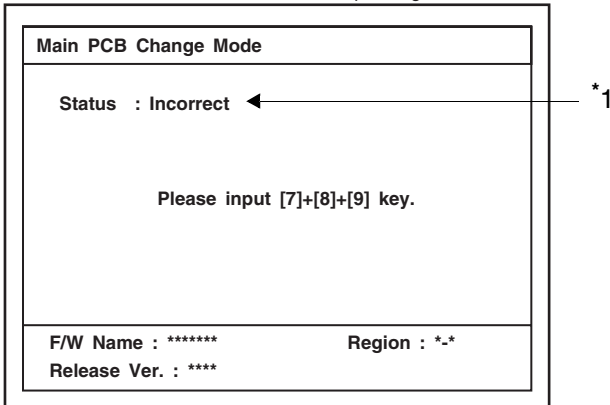 Main PCB Change Mode
Status : Incorrect
*1
Please input [7]+[8]+[9] key.
F/W Name : ******* Region : *-*
Release Ver. : ****